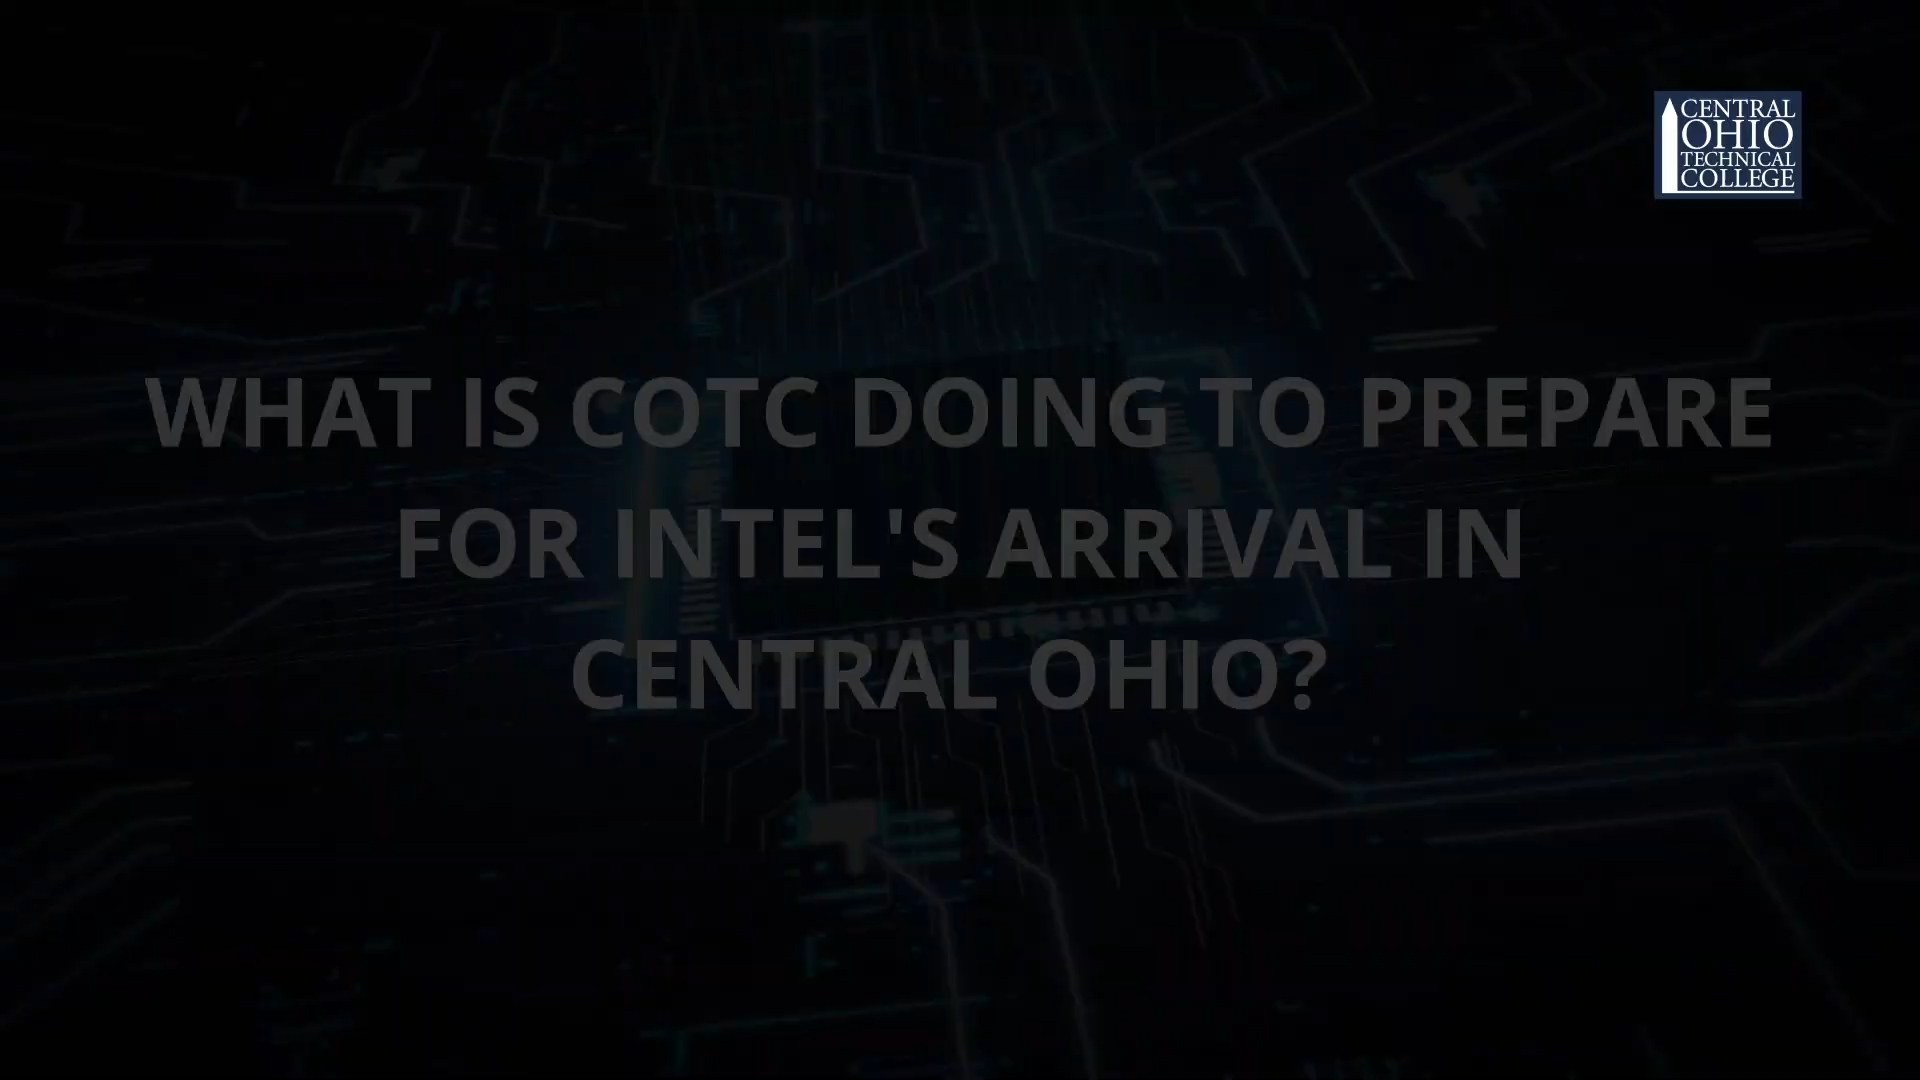 CENTRAL
OHIO
TECHNICAL
COLLEGE
WHAT IS COTC DOING TO PREPARE
FOR INTEL'S ARRIVAL IN
CENTRAL OHIO?